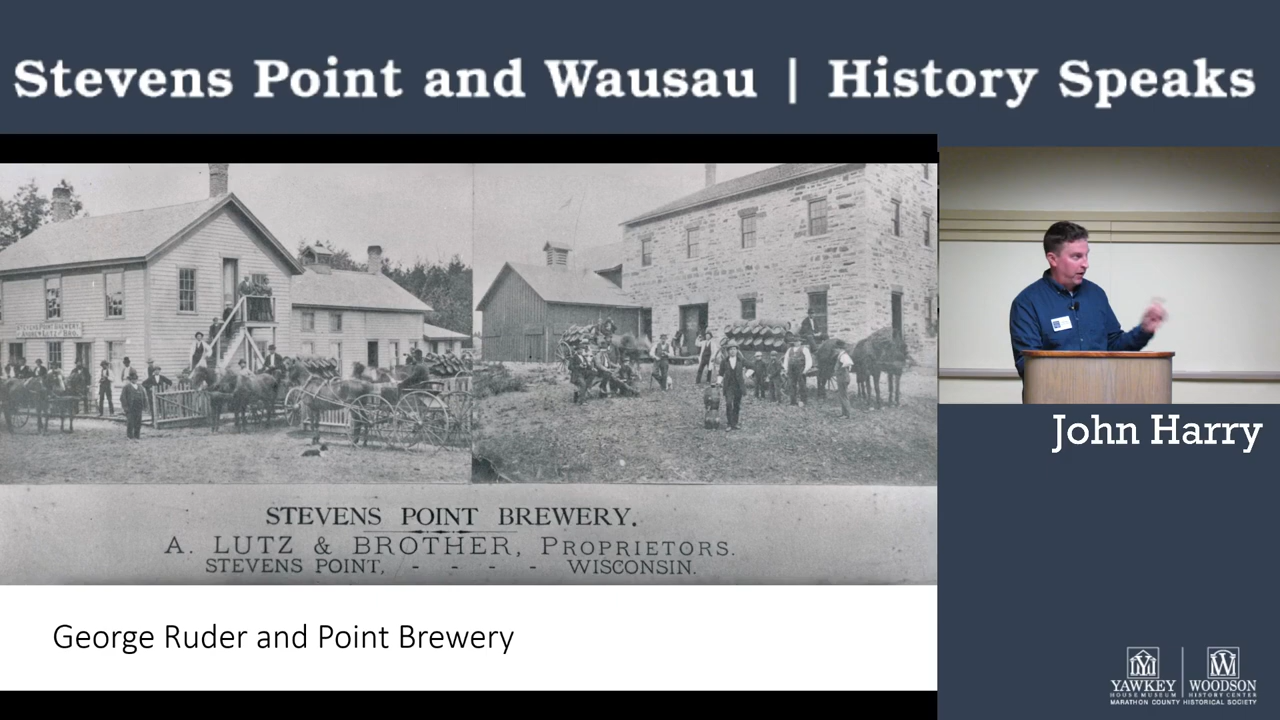 Stevens Point and Wausau | History Speaks
STEVENS POINT BREWERY.
A. LUTZ & BROTHER, PROPRIETORS.
STEVENS POINT, - - - - WISCONSIN.
George Ruder and Point Brewery
John Harry
YAWKEY
HOUSE MUSEUM
WOODSON
HISTORY CENTER
MARATHON COUNTY HISTORICAL SOCIETY